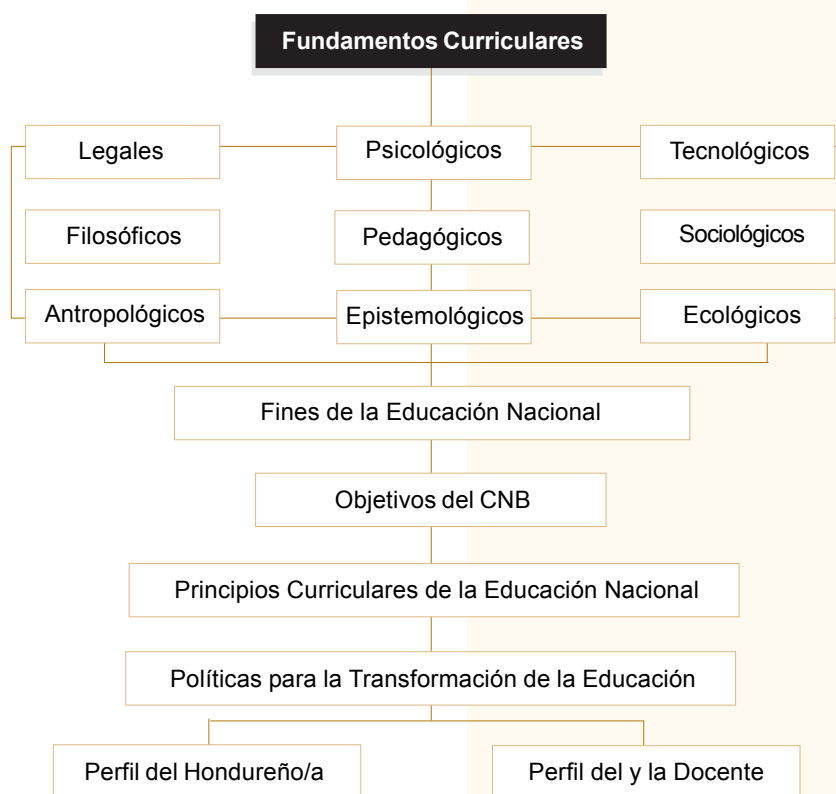 Fundamentos Curriculares
Legales
Psicológicos
Tecnológicos
Filosóficos
Pedagógicos
Sociológicos
Antropológicos
Epistemológicos
Ecológicos
Fines de la Educación Nacional
Objetivos del CNB
Principios Curriculares de la Educación Nacional
Políticas para la Transformación de la Educación
Perfil del Hondureño/a
Perfil del y la Docente